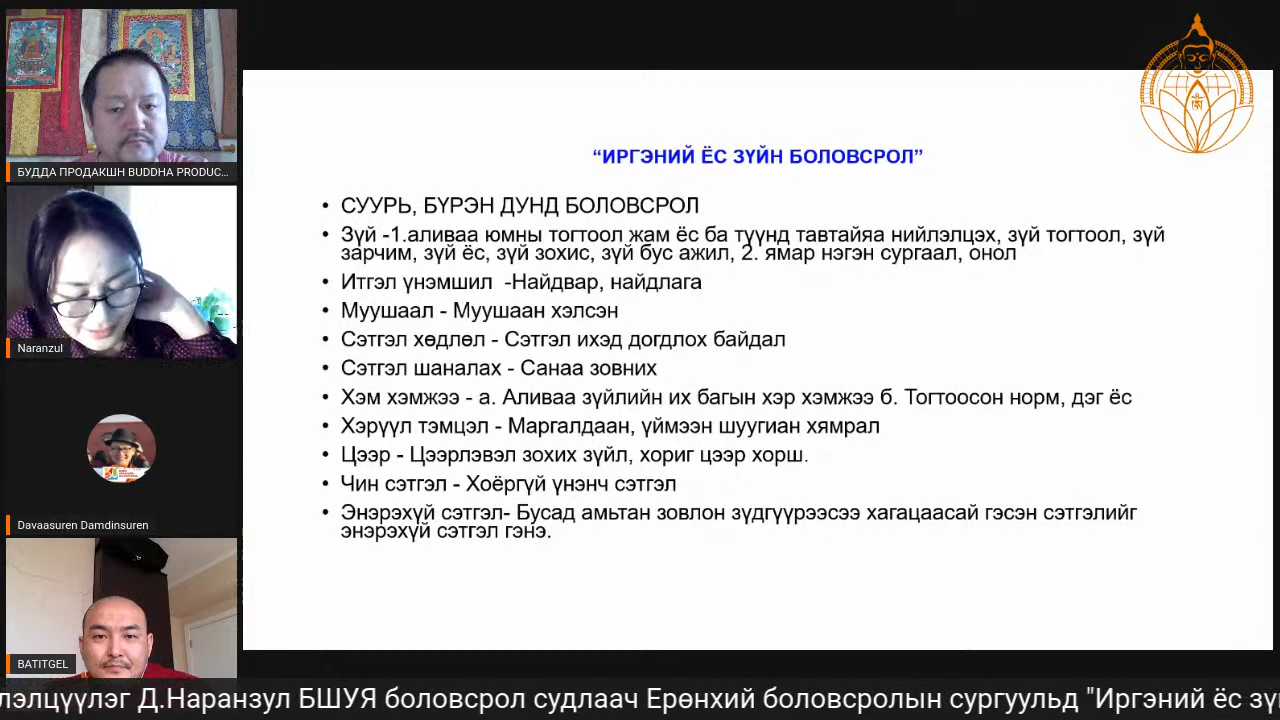 БУДДА ПРОДАКШН BUDDHA PRODUC...
Naranzul
Davaasuren Damdinsuren
BATITGEL
“ИРГЭНИЙ ЁС ЗҮЙН БОЛОВСРОЛ”
• СУУРЬ, БҮРЭН ДУНД БОЛОВСРОЛ
• Зүй -1.аливаа юмны тогтоол жам ёс ба түүнд тавтайяа нийлэлцэх, зүй тогтоол, зүй
зарчим, зүй ёс, зүй зохис, зүй бус ажил, 2. ямар нэгэн сургаал, онол
• Итгэл үнэмшил -Найдвар, найдлага
• Муушаал - Муушаан хэлсэн
• Сэтгэл хөдлөл - Сэтгэл ихэд догдлох байдал
• Сэтгэл шаналах - Санаа зовних
• Хэм хэмжээ - а. Аливаа зүйлийн их багын хэр хэмжээ б. Тогтоосон норм, дэг ёс
• Хэрүүл тэмцэл - Маргалдаан, үймээн шуугиан хямрал
• Цээр - Цээрлэвэл зохих зүйл, хориг цээр хорш.
• Чин сэтгэл - Хоёргүй үнэнч сэтгэл
• Энэрэхүй сэтгэл- Бусад амьтан зовлон зүдгүүрээсээ хагацаасай гэсэн сэтгэлийг
энэрэхүй сэтгэл гэнэ.
лэлцүүлэг Д.Наранзул БШУЯ боловсрол судлаач Ерөнхий боловсролын сургуульд "Иргэний ёс зү